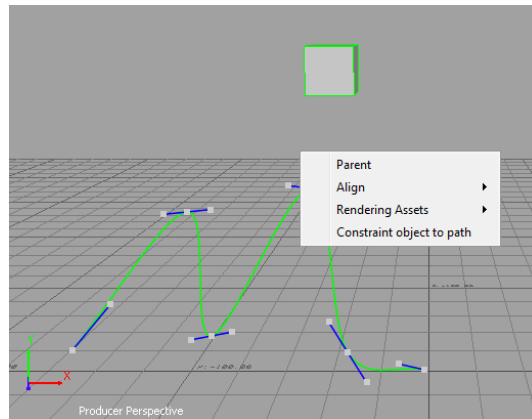 Parent
Align
Rendering Assets
Constraint object to path
Y
X
Producer Perspective